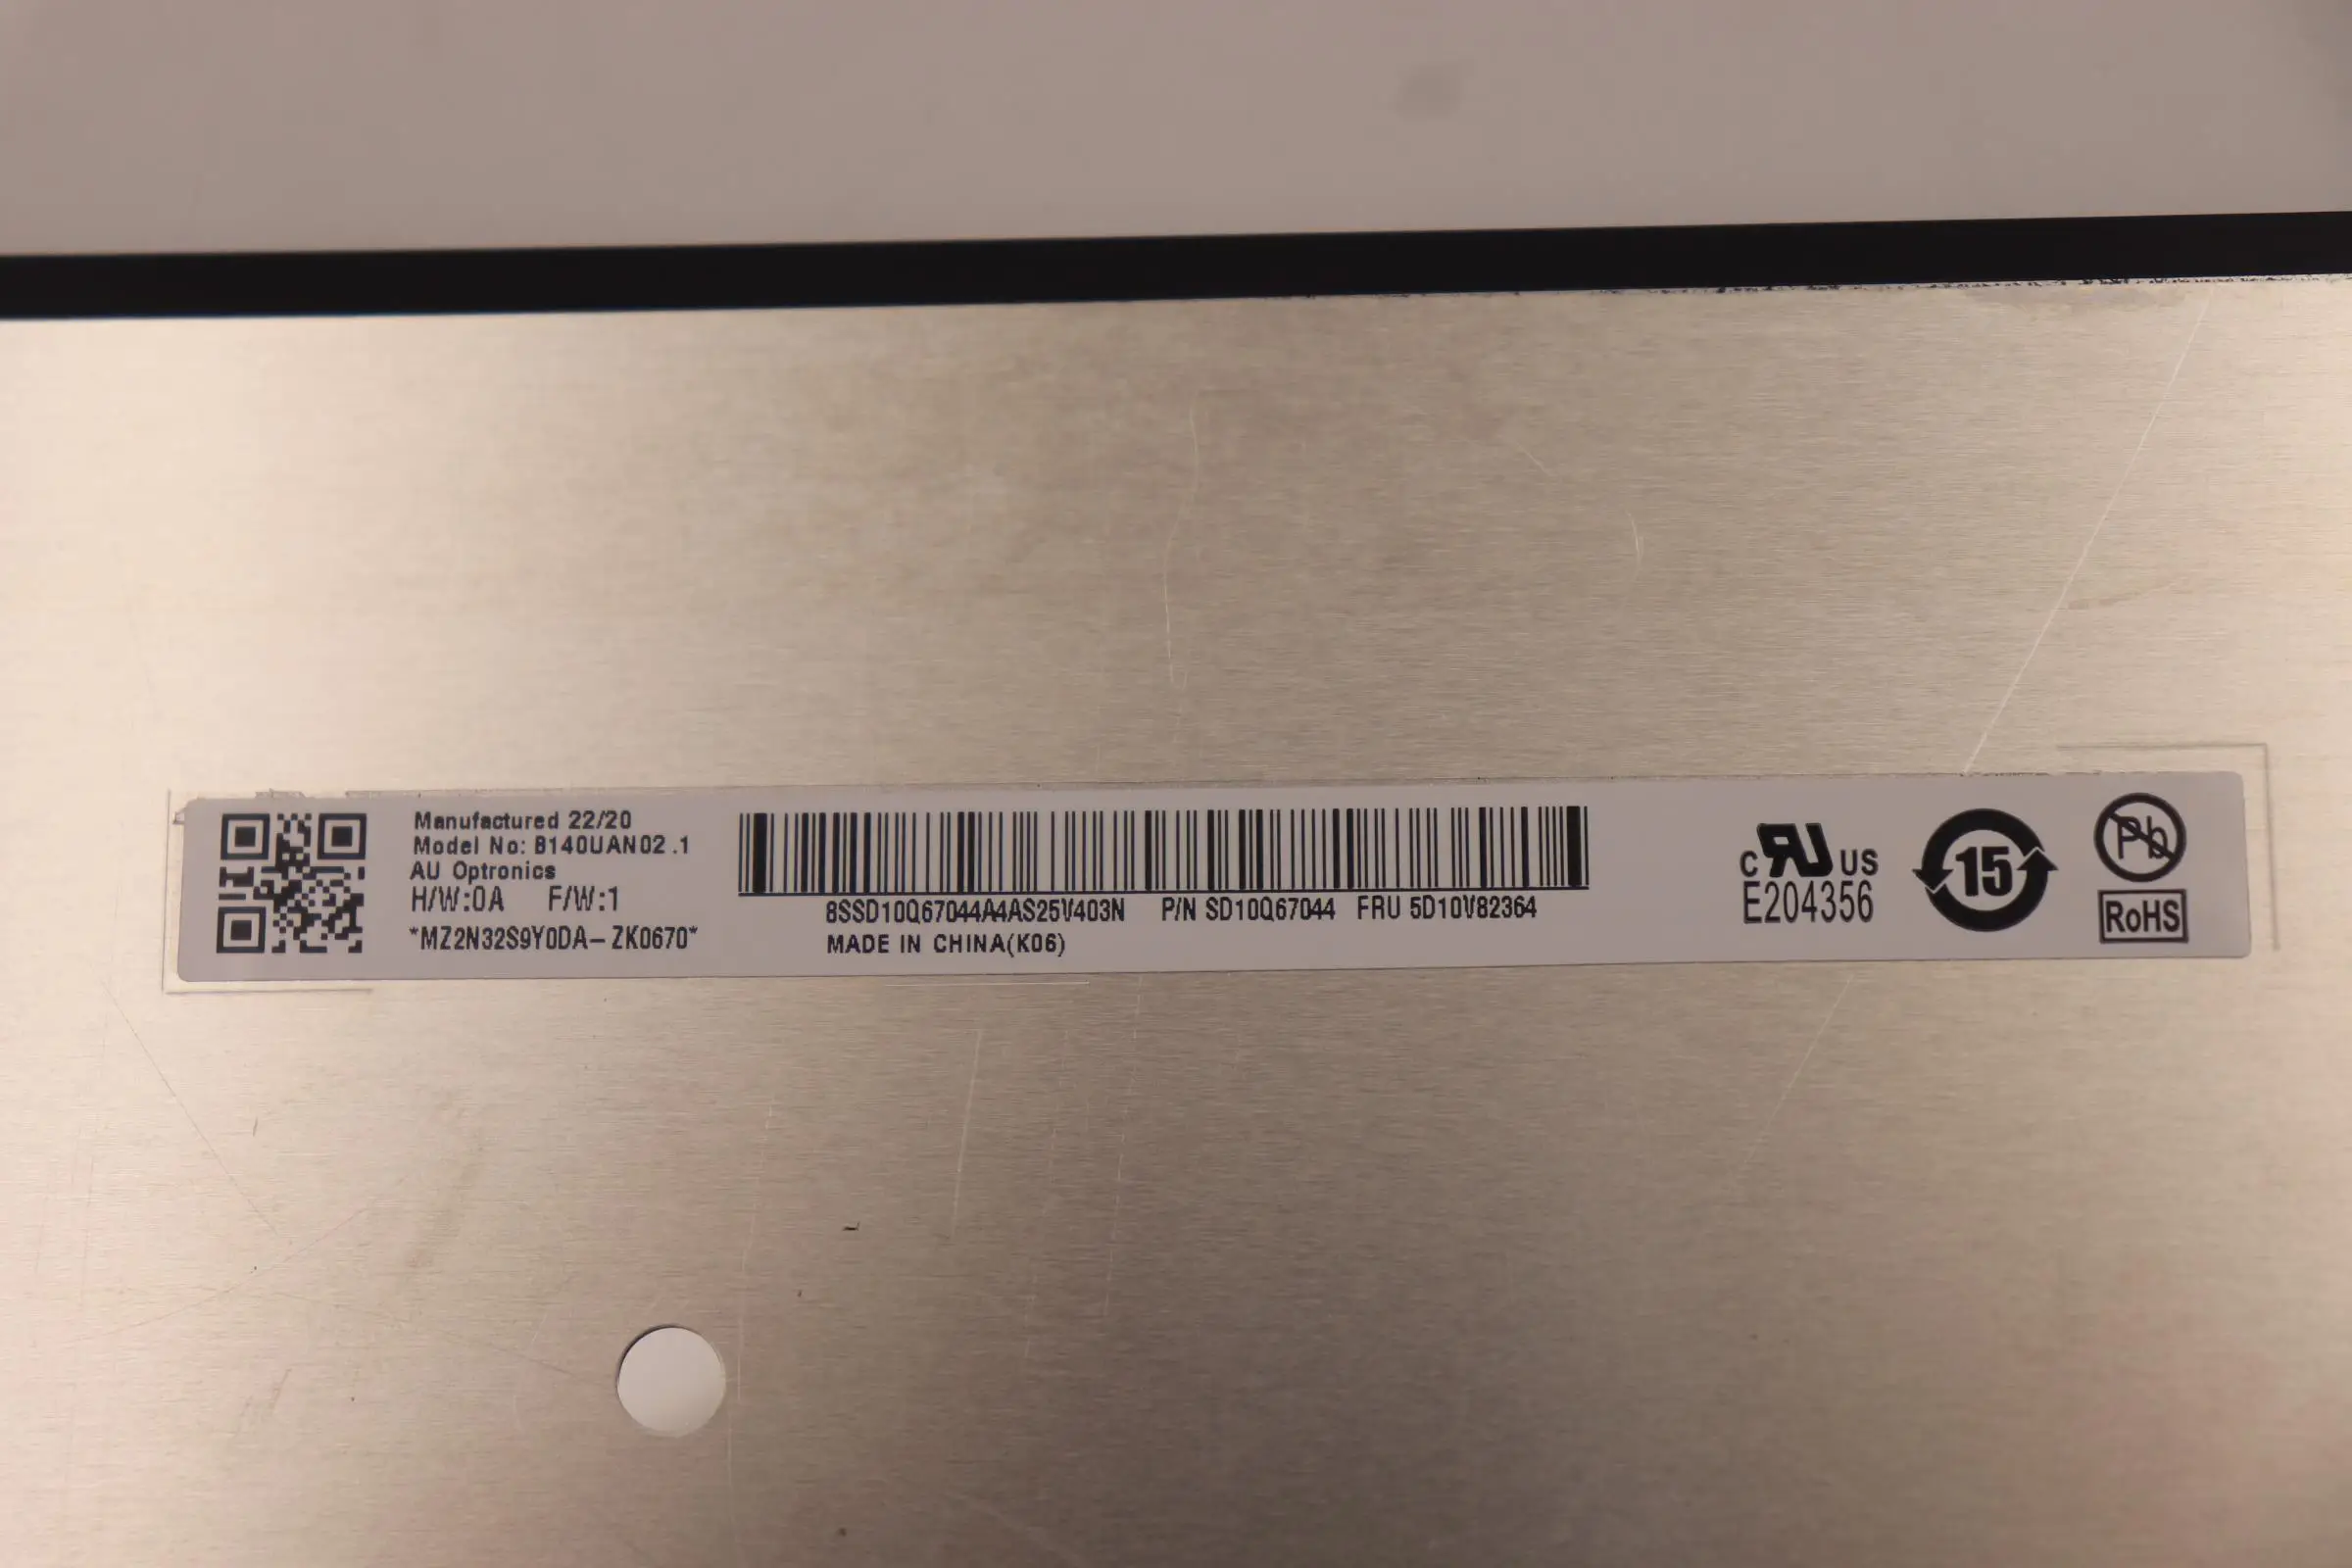 Manufactured 22/20
Model No: B140UAN02.1
AU Optronics
H/W:0A F/W:1
*MZ2N32S9Y0DA-ZK0670*
8SSD10Q67044A4AS25V403N P/N SD10Q67044 FRU 5D10V82364
MADE IN CHINA(K06)
c RU US
E204356
15
Pb
RoHS